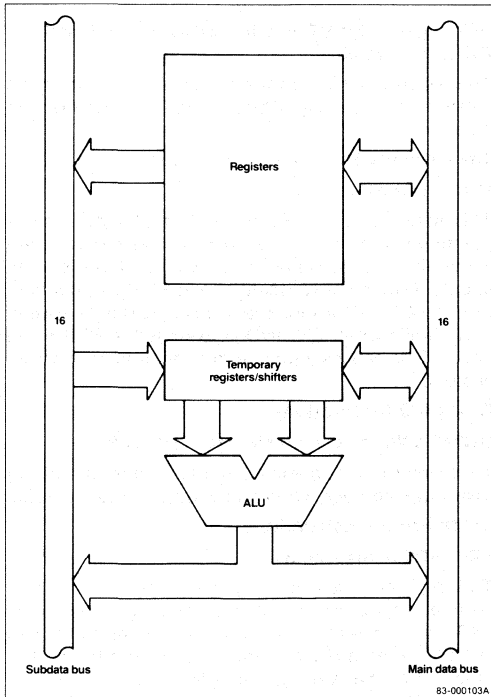 Registers
16
16
Temporary
registers/shifters
ALU
Subdata bus
Main data bus
83-000103A